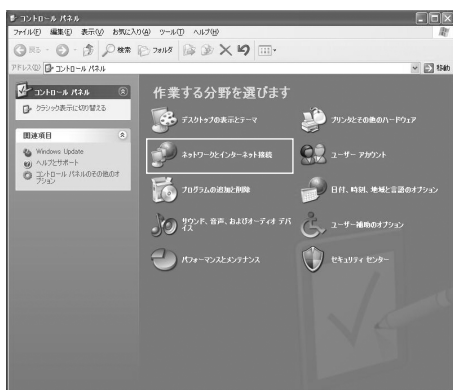 コントロール パネル
ファイル(F) 編集(E) 表示(V) お気に入り(A) ツール(T) ヘルプ(H)
戻る 検索 フォルダ
アドレス(D) コントロール パネル 移動
コントロール パネル
クラシック表示に切り替える
関連項目
Windows Update
ヘルプとサポート
コントロール パネルのその他のオ
プション
作業する分野を選びます
デスクトップの表示とテーマ
プリンタとその他のハードウェア
ネットワークとインターネット接続
ユーザー アカウント
プログラムの追加と削除
日付、時刻、地域と言語のオプション
サウンド、音声、およびオーディオ デバ
イス
ユーザー補助のオプション
パフォーマンスとメンテナンス
セキュリティ センター